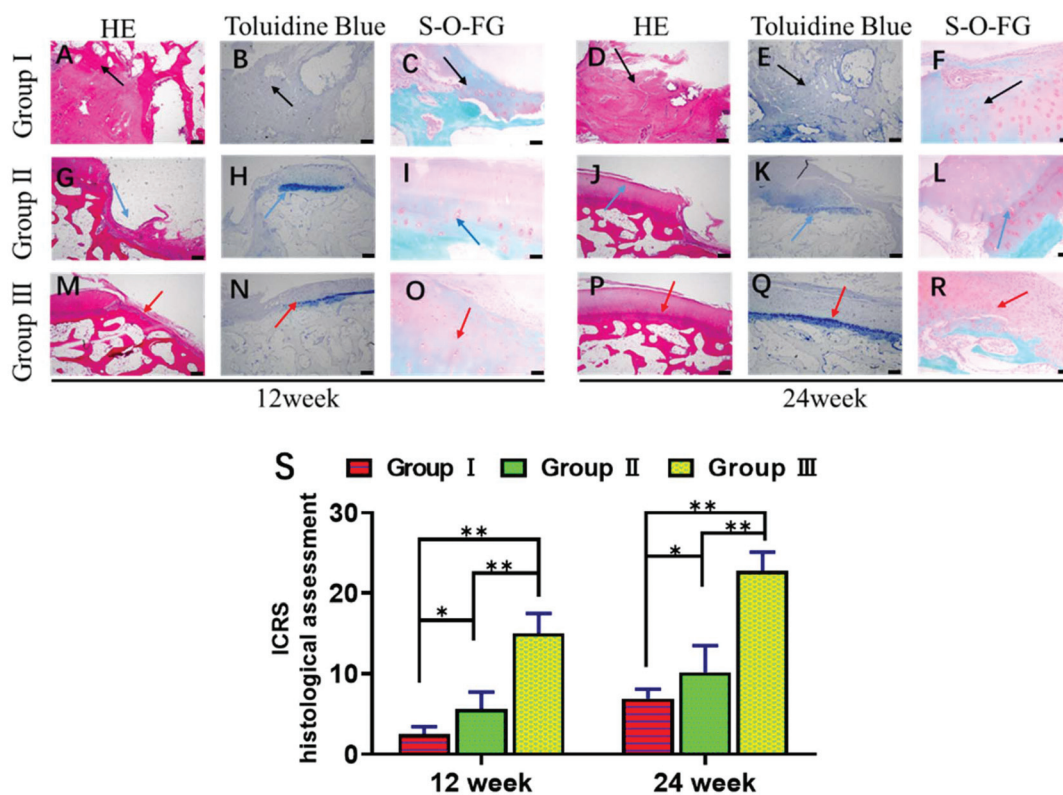 HE Toluidine Blue S-O-FG HE Toluidine Blue S-O-FG
Group I
A B C D E F
Group II
G H I J K L
Group III
M N O P Q R
12week 24week
S Group Ⅰ Group Ⅱ Group Ⅲ
ICRS
histological assessment
30
20
10
0
** ** ** ** * *
12 week 24 week